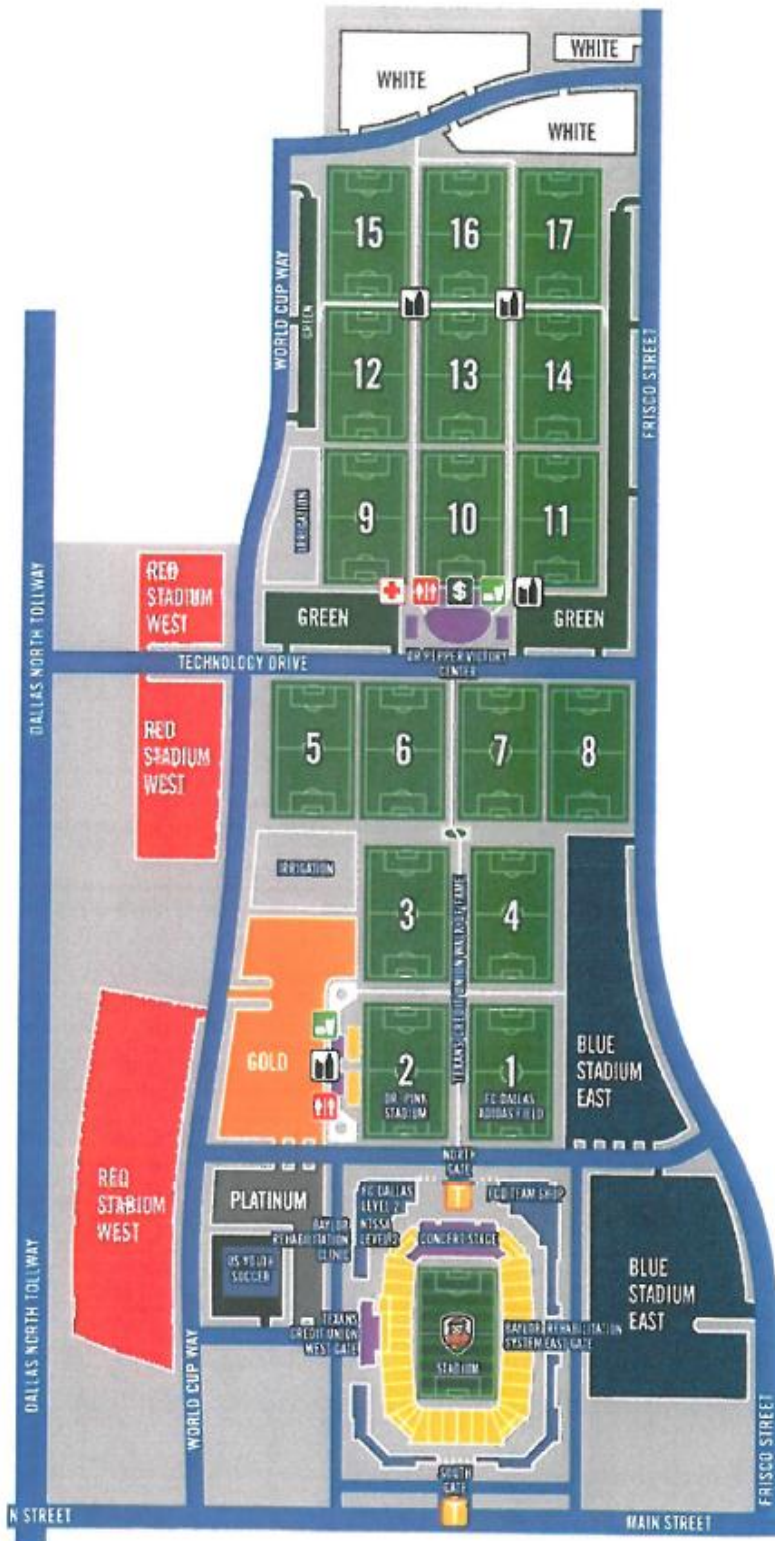 WHITE
WHITE
WHITE
15
16
17
WORLD CUP WAY
GREEN
FRISCO STREET
12
13
14
9
10
11
IRRIGATION
DALLAS NORTH TOLLWAY
RED
STADIUM
WEST
GREEN
$
GREEN
TECHNOLOGY DRIVE
DR PEPPER VICTORY
CENTER
RED
STADIUM
WEST
5
6
7
8
IRRIGATION
3
4
TEXANS CREDIT UNION WALK OF FAME
GOLD
2
DR. PINK
STADIUM
1
FC DALLAS
ADIDAS FIELD
BLUE
STADIUM
EAST
RED
STADIUM
WEST
NORTH
GATE
PLATINUM
FC DALLAS
LEVEL 2
NTSSA
LEVEL 2
FCD TEAM SHOP
BAYLOR
REHABILITATION
CLINIC
CONCERT STAGE
US YOUTH
SOCCER
BLUE
STADIUM
EAST
TEXANS
CREDIT UNION
WEST GATE
STADIUM
BAYLOR REHABILITATION
SYSTEM EAST GATE
DALLAS NORTH TOLLWAY
WORLD CUP WAY
FRISCO STREET
SOUTH
GATE
N STREET
MAIN STREET